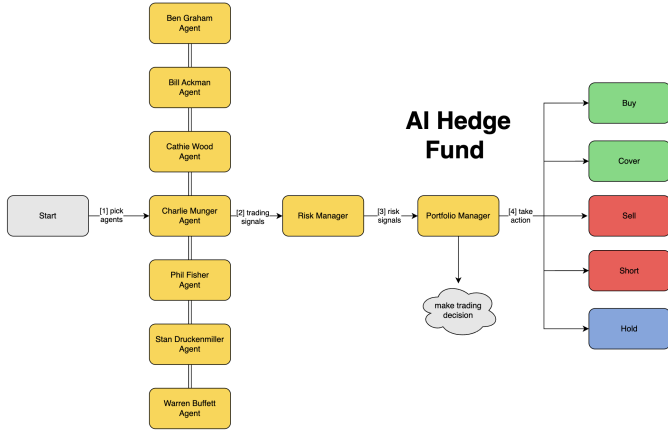 Ben Graham
Agent
Bill Ackman
Agent
Cathie Wood
Agent
AI Hedge
Fund
Start
[1] pick
agents
Charlie Munger
Agent
[2] trading
signals
Risk Manager
[3] risk
signals
Portfolio Manager
[4] take
action
Buy
Cover
Sell
Short
Hold
make trading
decision
Phil Fisher
Agent
Stan Druckenmiller
Agent
Warren Buffett
Agent